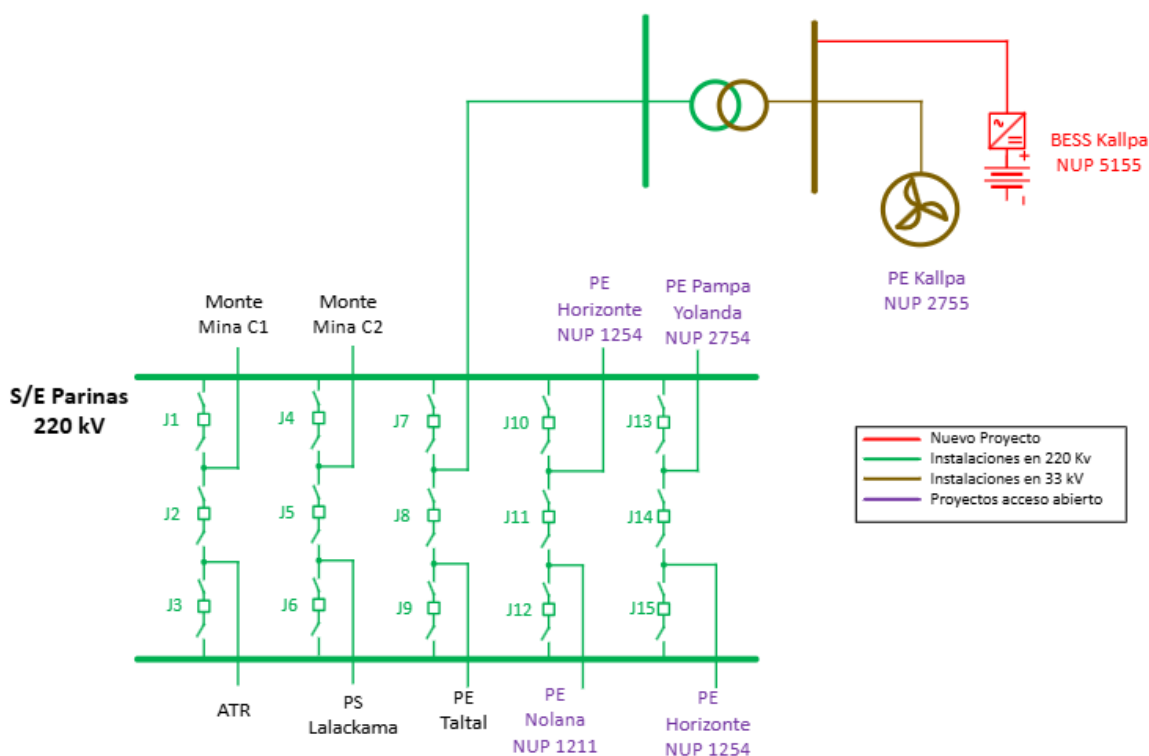 BESS Kallpa
NUP 5155
PE Kallpa
NUP 2755
Monte
Mina C1
Monte
Mina C2
PE
Horizonte
NUP 1254
PE Pampa
Yolanda
NUP 2754
S/E Parinas
220 kV
J1
J4
J7
J10
J13
J2
J5
J8
J11
J14
J3
J6
J9
J12
J15
Nuevo Proyecto
Instalaciones en 220 Kv
Instalaciones en 33 kV
Proyectos acceso abierto
ATR
PS
Lalackama
PE
Taltal
PE
Nolana
NUP 1211
PE
Horizonte
NUP 1254